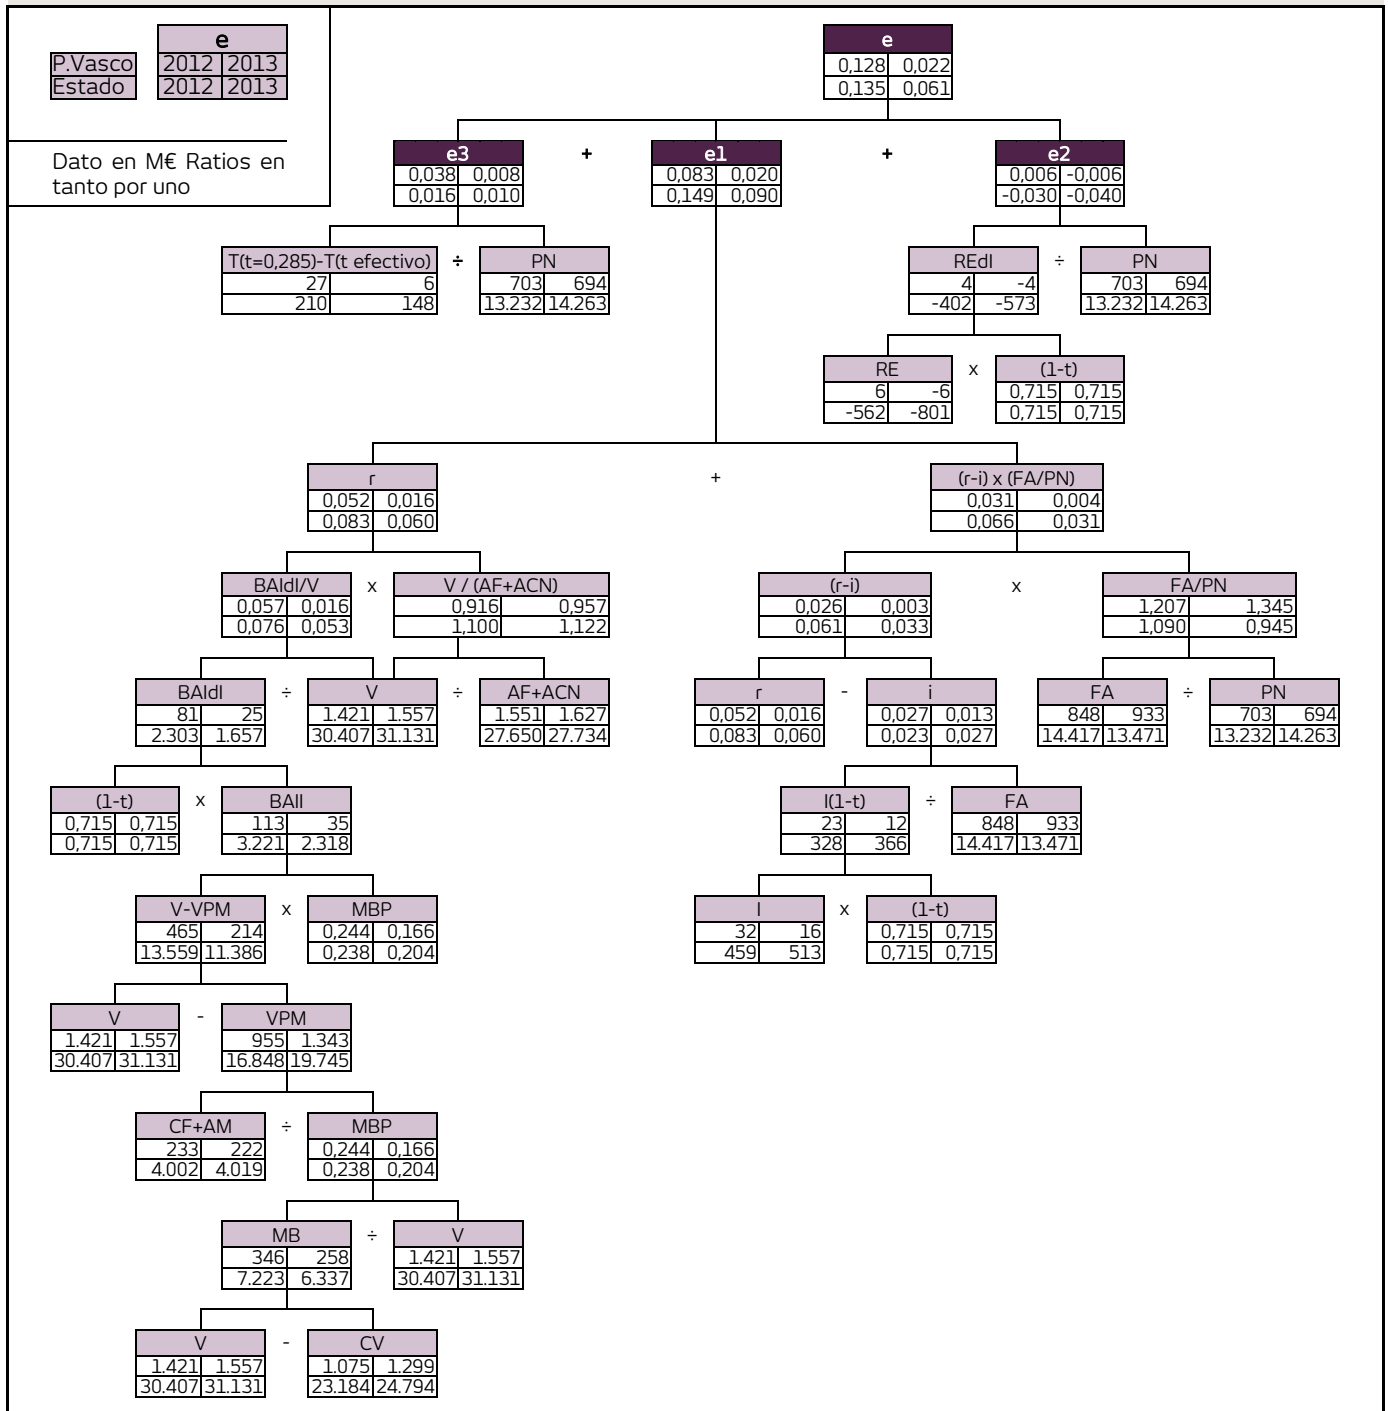 e
P.Vasco 2012 2013
Estado 2012 2013
Dato en M€ Ratios en
tanto por uno
e
0,128 0,022
0,135 0,061
e3 + e1 + e2
0,038 0,008 0,083 0,020 0,006 -0,006
0,016 0,010 0,149 0,090 -0,030 -0,040
T(t=0,285)-T(t efectivo) ÷ PN REdI ÷ PN
27 6 703 694 4 -4 703 694
210 148 13.232 14.263 -402 -573 13.232 14.263
RE x (1-t)
6 -6 0,715 0,715
-562 -801 0,715 0,715
r + (r-i) x (FA/PN)
0,052 0,016 0,031 0,004
0,083 0,060 0,066 0,031
BAIdI/V x V / (AF+ACN) (r-i) x FA/PN
0,057 0,016 0,916 0,957 0,026 0,003 1,207 1,345
0,076 0,053 1,100 1,122 0,061 0,033 1,090 0,945
BAIdI ÷ V ÷ AF+ACN r - i FA ÷ PN
81 25 1.421 1.557 1.551 1.627 0,052 0,016 0,027 0,013 848 933 703 694
2.303 1.657 30.407 31.131 27.650 27.734 0,083 0,060 0,023 0,027 14.417 13.471 13.232 14.263
(1-t) x BAII I(1-t) ÷ FA
0,715 0,715 113 35 23 12 848 933
0,715 0,715 3.221 2.318 328 366 14.417 13.471
V-VPM x MBP I x (1-t)
465 214 0,244 0,166 32 16 0,715 0,715
13.559 11.386 0,238 0,204 459 513 0,715 0,715
V - VPM
1.421 1.557 955 1.343
30.407 31.131 16.848 19.745
CF+AM ÷ MBP
233 222 0,244 0,166
4.002 4.019 0,238 0,204
MB ÷ V
346 258 1.421 1.557
7.223 6.337 30.407 31.131
V - CV
1.421 1.557 1.075 1.299
30.407 31.131 23.184 24.794